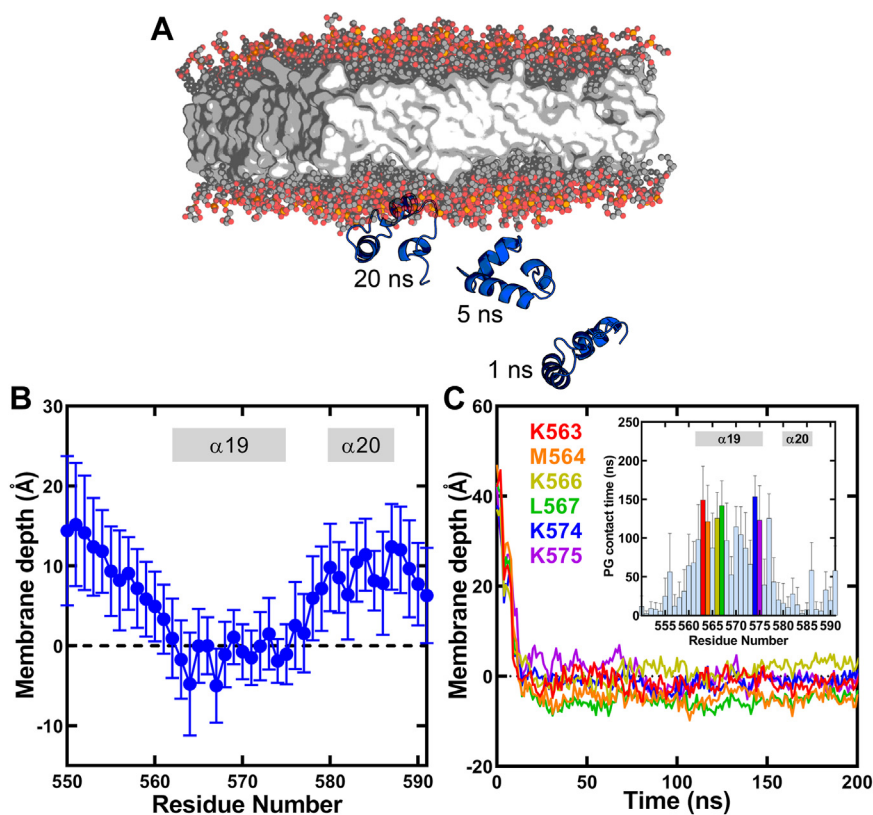 A
20 ns
5 ns
1 ns
B
30
20
10
0
-10
550
560
570
580
590
Membrane depth (Å)
Residue Number
α19
α20
C
60
40
20
0
-20
0
50
100
150
200
Membrane depth (Å)
Time (ns)
K563
M564
K566
L567
K574
K575
250
200
150
100
50
0
555
560
565
570
575
580
585
591
PG contact time (ns)
Residue Number
α19
α20